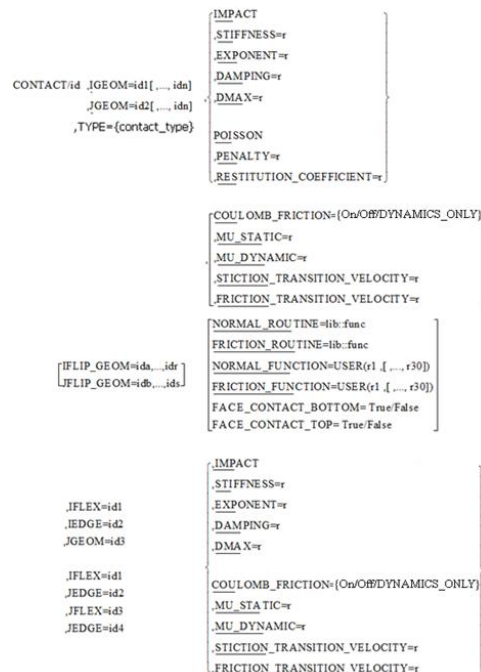 IMPACT
,STIFFNESS=r
,EXPONENT=r
,DAMPING=r
,DMAX=r
CONTACT/id ,IGEOM=id1[ ,..., idn]
,JGEOM=id2[ ,..., idn]
,TYPE={contact_type}
POISSON
,PENALTY=r
,RESTITUTION_COEFFICIENT=r
,COULOMB_FRICTION={On/Off/DYNAMICS_ONLY}
,MU_STATIC=r
,MU_DYNAMIC=r
,STICTION_TRANSITION_VELOCITY=r
,FRICTION_TRANSITION_VELOCITY=r
NORMAL_ROUTINE=lib::func
FRICTION_ROUTINE=lib::func
NORMAL_FUNCTION=USER(r1 ,[ ,..., r30])
FRICTION_FUNCTION=USER(r1 ,[ ,..., r30])
FACE_CONTACT_BOTTOM= True/False
FACE_CONTACT_TOP= True/False
IFLIP_GEOM=ida,...,idr
JFLIP_GEOM=idb,...,ids
,IMPACT
,STIFFNESS=r
,EXPONENT=r
,DAMPING=r
,DMAX=r
,IFLEX=id1
,IEDGE=id2
,JGEOM=id3
,IFLEX=id1
,JEDGE=id2
,JFLEX=id3
,JEDGE=id4
COULOMB_FRICTION={On/Off/DYNAMICS_ONLY}
,MU_STATIC=r
,MU_DYNAMIC=r
,STICTION_TRANSITION_VELOCITY=r
,FRICTION_TRANSITION_VELOCITY=r